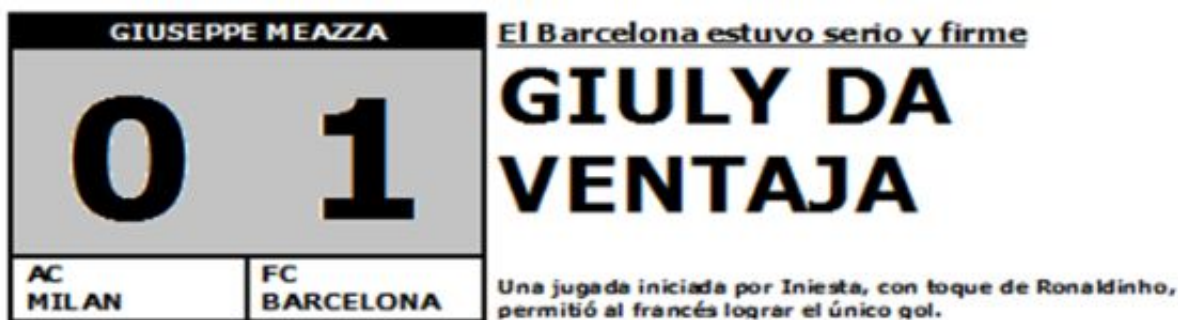 GIUSEPPE MEAZZA
0 1
AC
MILAN
FC
BARCELONA
El Barcelona estuvo serio y firme
GIULY DA
VENTAJA
Una jugada iniciada por Iniesta, con toque de Ronaldinho,
permitió al francés lograr el único gol.